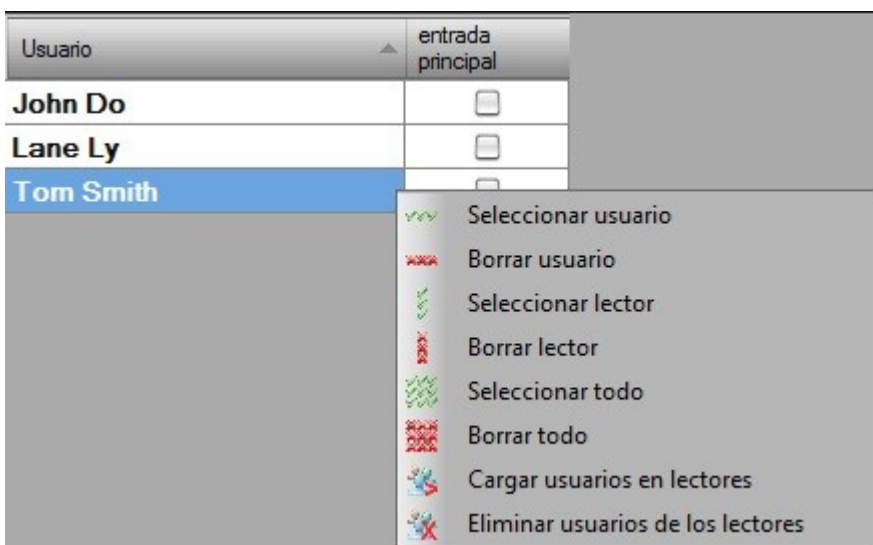 Usuario
entrada
principal
John Do
Lane Ly
Tom Smith
Seleccionar usuario
Borrar usuario
Seleccionar lector
Borrar lector
Seleccionar todo
Borrar todo
Cargar usuarios en lectores
Eliminar usuarios de los lectores